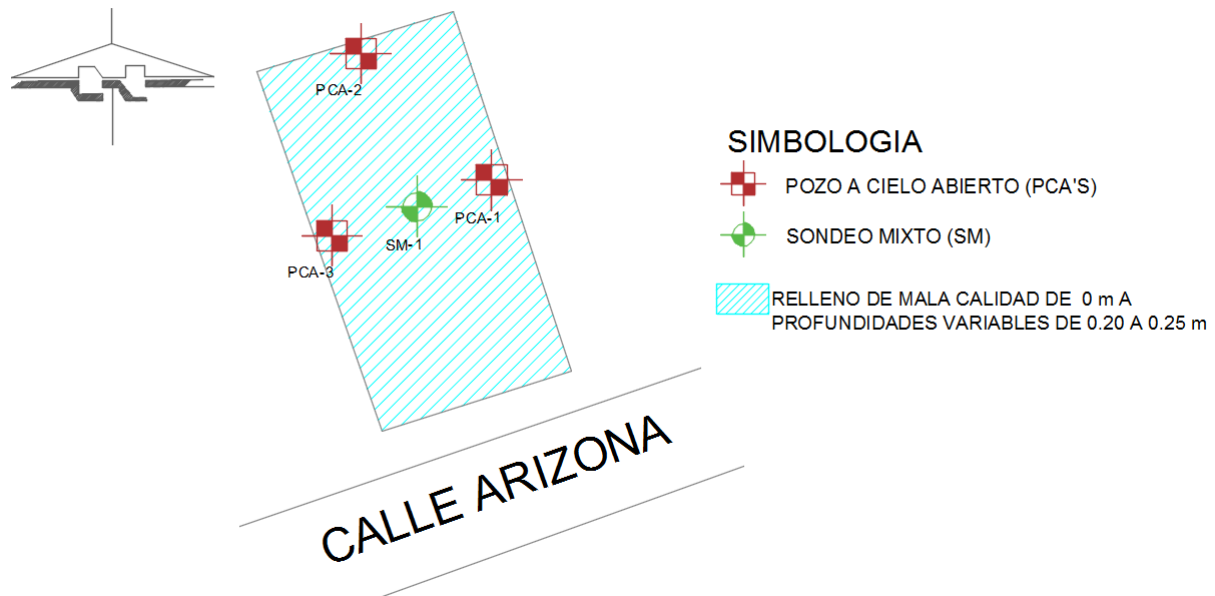 PCA-2
PCA-1
SM-1
PCA-3
CALLE ARIZONA
SIMBOLOGIA
POZO A CIELO ABIERTO (PCA'S)
SONDEO MIXTO (SM)
RELLENO DE MALA CALIDAD DE 0 m A
PROFUNDIDADES VARIABLES DE 0.20 A 0.25 m